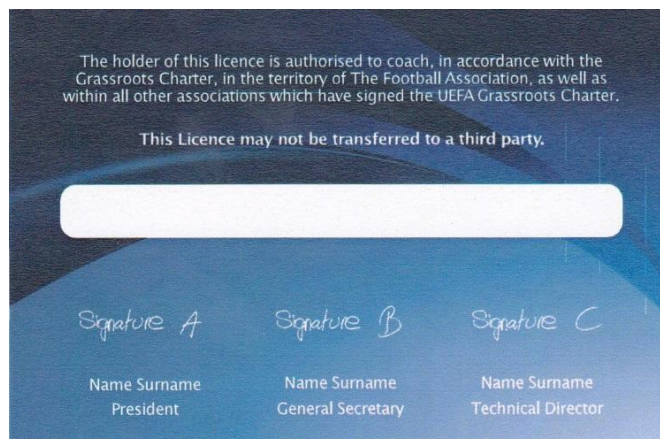 The holder of this licence is authorised to coach, in accordance with the
Grassroots Charter, in the territory of The Football Association, as well as
within all other associations which have signed the UEFA Grassroots Charter.
This Licence may not be transferred to a third party.
Signature A Signature B Signature C
Name Surname Name Surname Name Surname
President General Secretary Technical Director